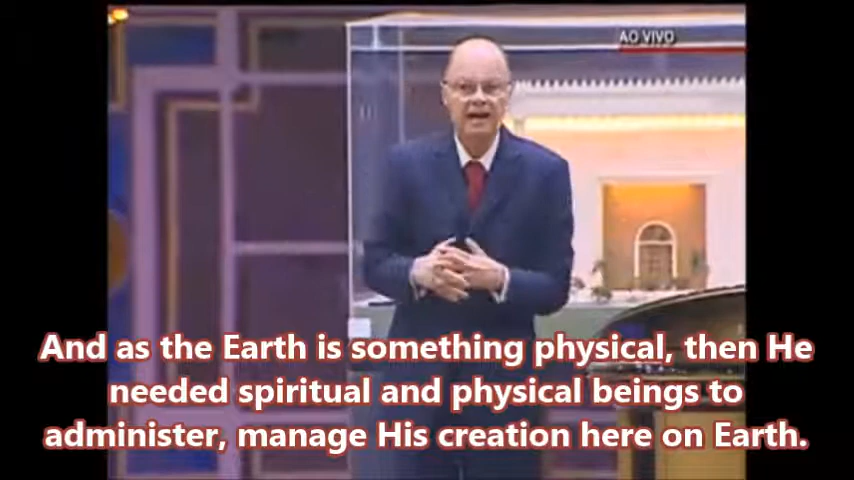 AO VIVO
And as the Earth is something physical, then He
needed spiritual and physical beings to
administer, manage His creation here on Earth.